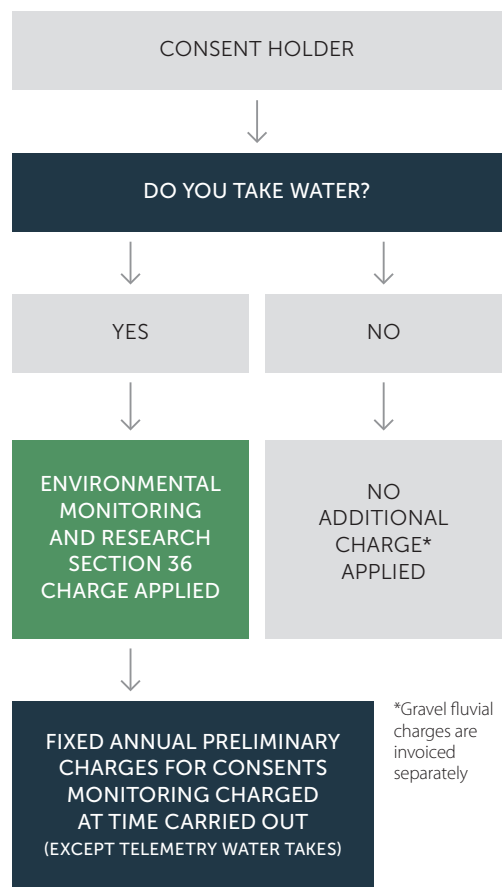 CONSENT HOLDER
DO YOU TAKE WATER?
YES
NO
ENVIRONMENTAL
MONITORING
AND RESEARCH
SECTION 36
CHARGE APPLIED
NO
ADDITIONAL
CHARGE*
APPLIED
FIXED ANNUAL PRELIMINARY
CHARGES FOR CONSENTS
MONITORING CHARGED
AT TIME CARRIED OUT
(EXCEPT TELEMETRY WATER TAKES)
*Gravel fluvial
charges are
invoiced
separately